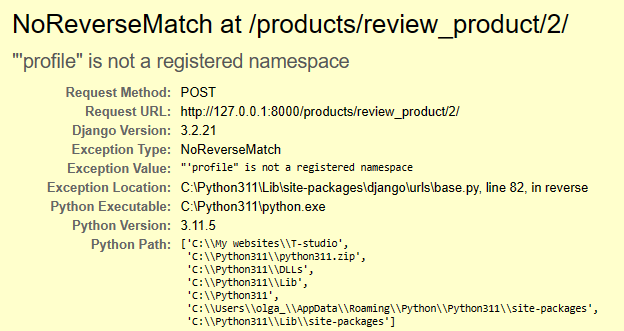 NoReverseMatch at /products/review_product/2/
"'profile" is not a registered namespace
Request Method: POST
Request URL: http://127.0.0.1:8000/products/review_product/2/
Django Version: 3.2.21
Exception Type: NoReverseMatch
Exception Value: "'profile" is not a registered namespace
Exception Location: C:\Python311\Lib\site-packages\django\urls\base.py, line 82, in reverse
Python Executable: C:\Python311\python.exe
Python Version: 3.11.5
Python Path: ['C:\\My websites\\T-studio',
'C:\\Python311\\python311.zip',
'C:\\Python311\\DLLs',
'C:\\Python311\\Lib',
'C:\\Python311',
'C:\\Users\\olga_\\AppData\\Roaming\\Python\\Python311\\site-packages',
'C:\\Python311\\Lib\\site-packages']